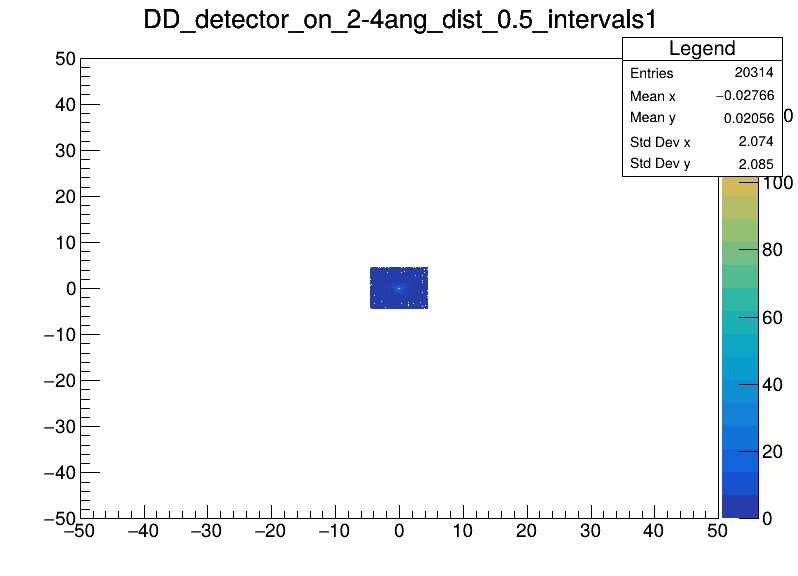 DD_detector_on_2-4ang_dist_0.5_intervals1
Legend
Entries 20314
Mean x −0.02766
Mean y 0.02056
Std Dev x 2.074
Std Dev y 2.085
50
40
30
20
10
0
−10
−20
−30
−40
−50
−50 −40 −30 −20 −10 0 10 20 30 40 50
0
100
80
60
40
20
0